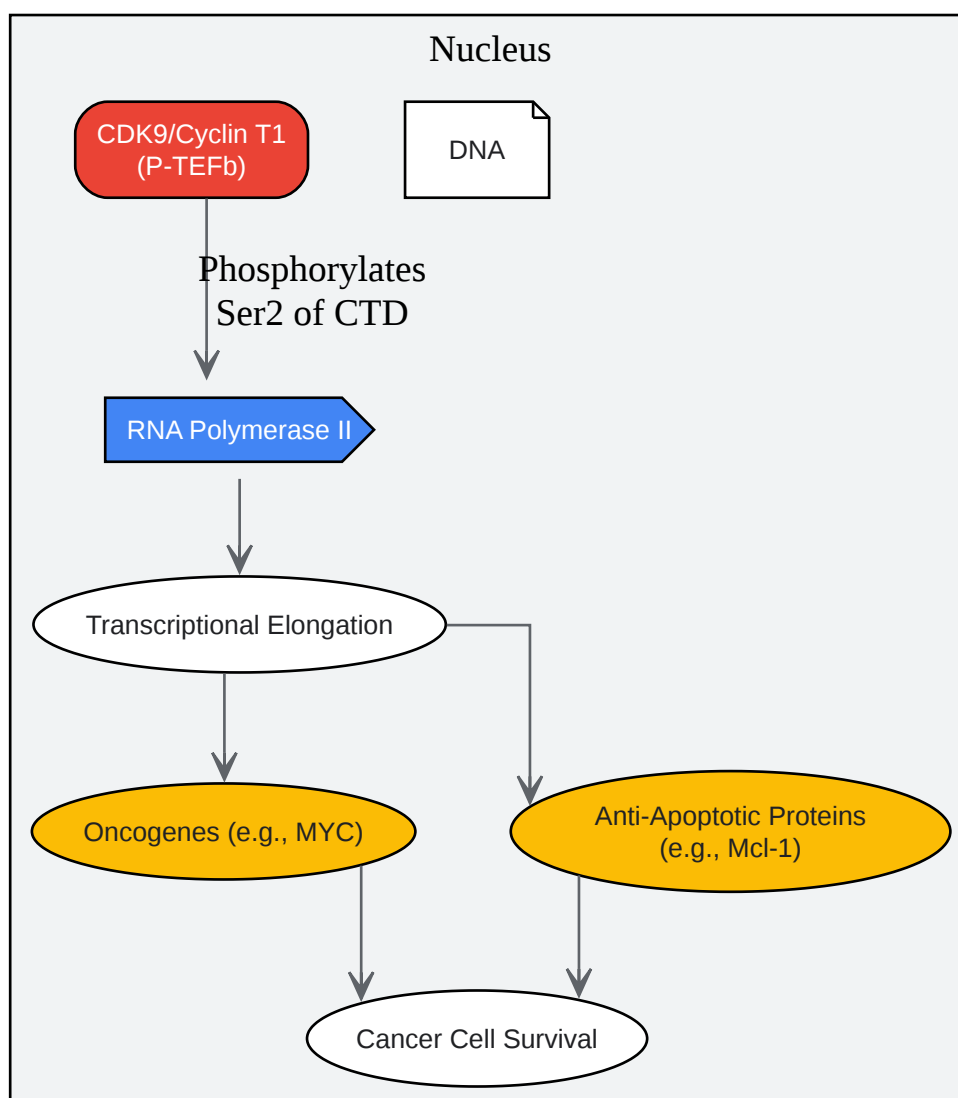 Nucleus
CDK9/Cyclin T1
(P-TEFb)
DNA
Phosphorylates
Ser2 of CTD
RNA Polymerase II
Transcriptional Elongation
Oncogenes (e.g., MYC)
Anti-Apoptotic Proteins
(e.g., Mcl-1)
Cancer Cell Survival